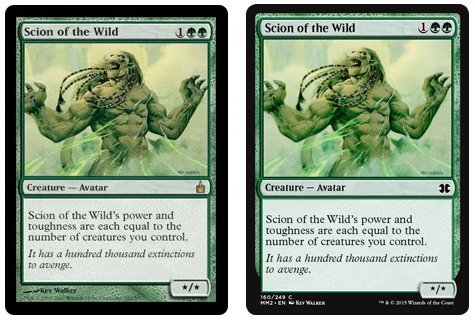 Scion of the Wild 1
Creature — Avatar
Scion of the Wild's power and
toughness are each equal to the
number of creatures you control.
It has a hundred thousand extinctions
to avenge.
*/*
Kev Walker
Scion of the Wild 1
Creature — Avatar
Scion of the Wild's power and
toughness are each equal to the
number of creatures you control.
It has a hundred thousand extinctions
to avenge.
*/*
160/249 C
MM2 • EN Kev Walker
™ & © 2015 Wizards of the Coast